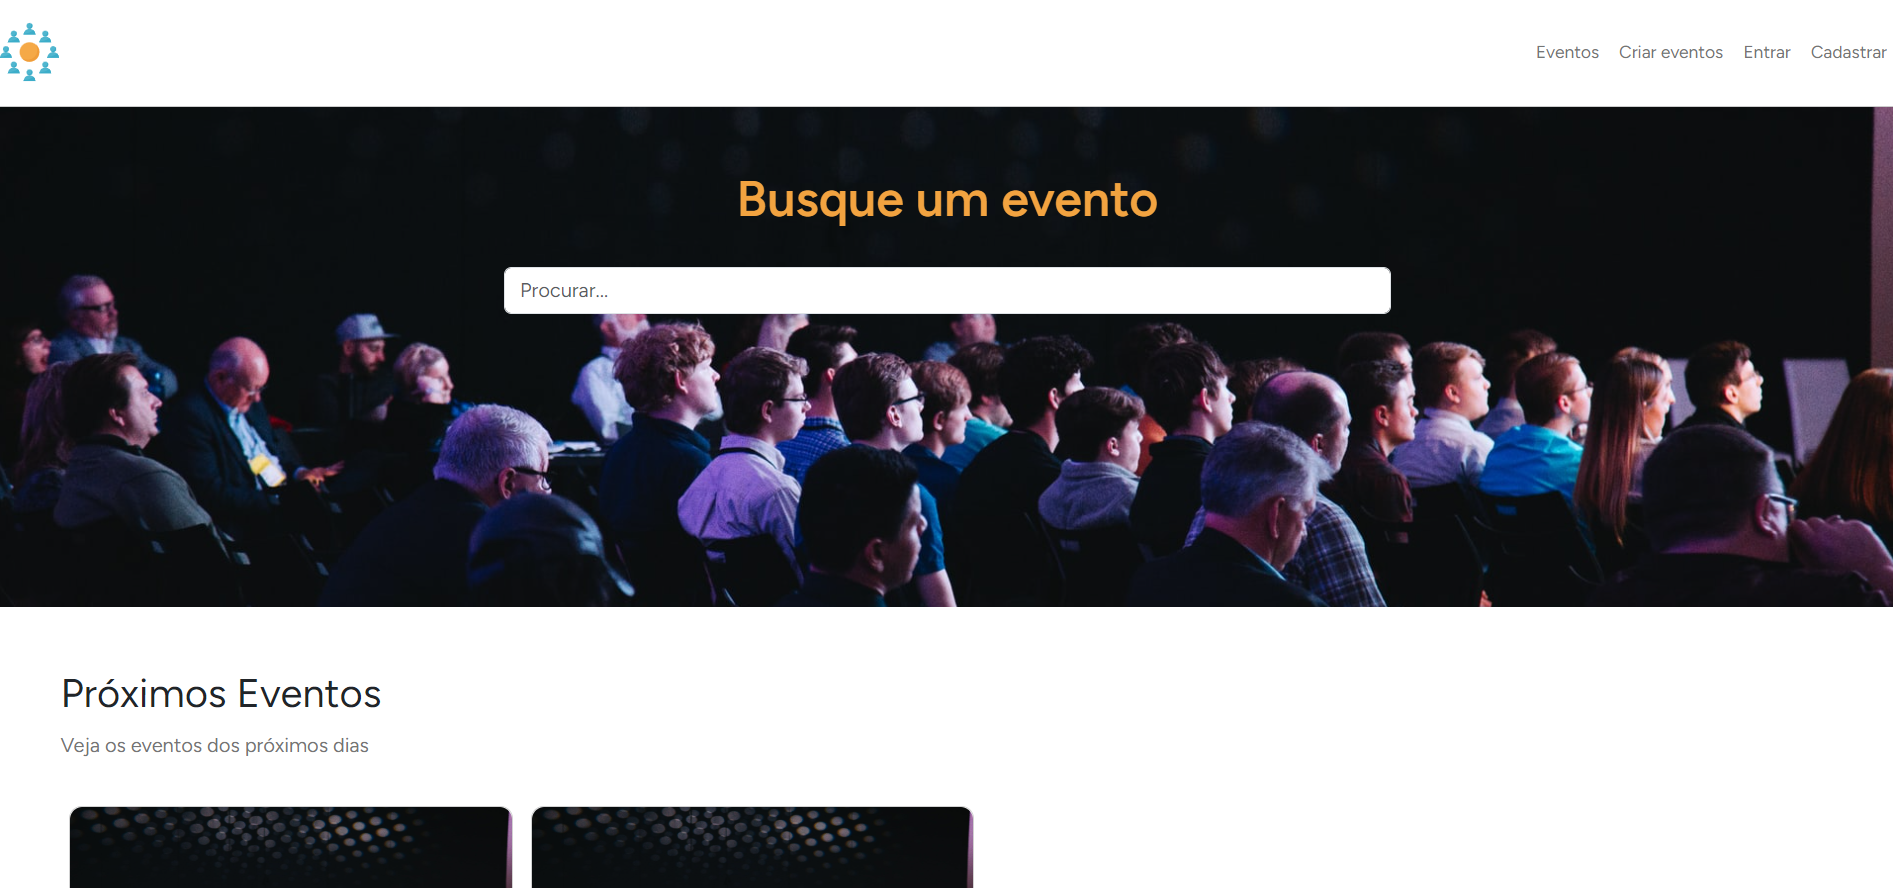 Eventos Criar eventos Entrar Cadastrar
Busque um evento
Procurar...
Próximos Eventos
Veja os eventos dos próximos dias